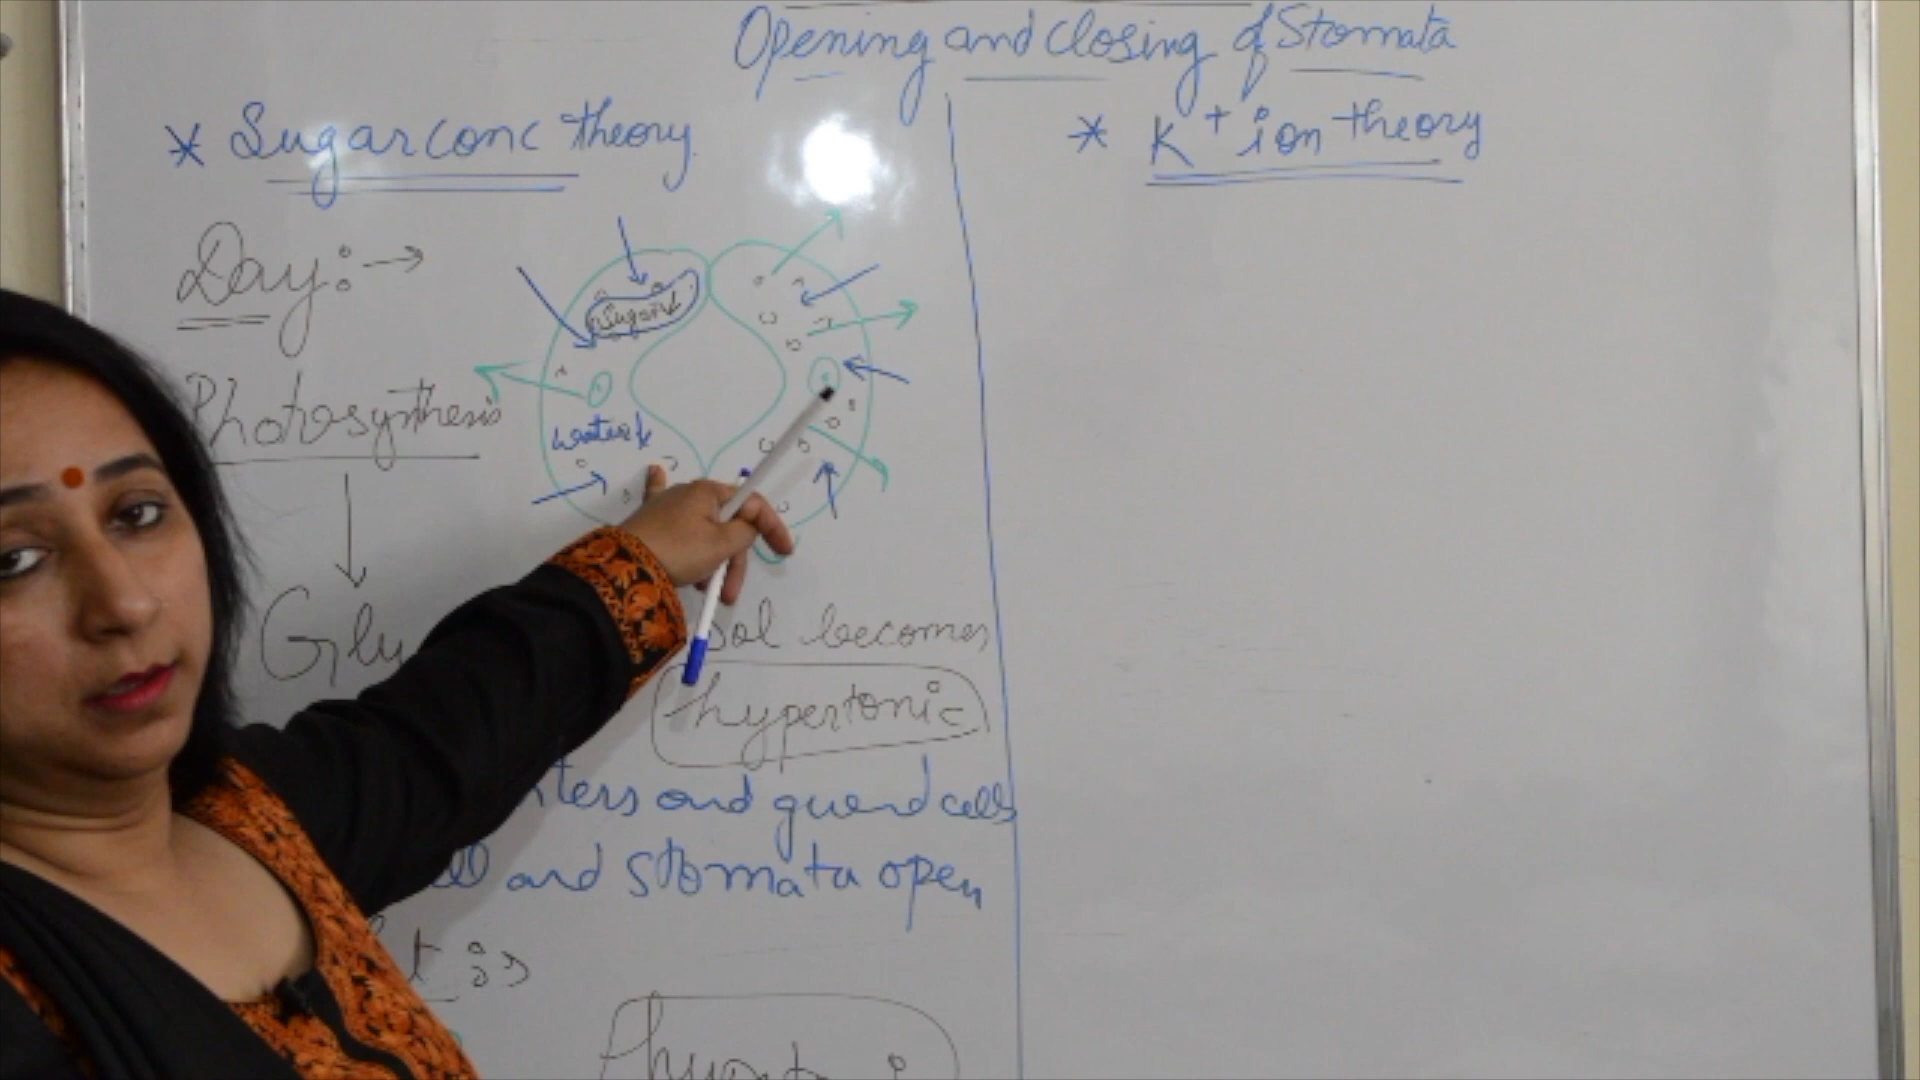 Opening and closing of Stomata
* Sugar conc theory
Day :→
Sugar
Photosynthesis
water
Gly
Sol becomes
hypertonic
and guard cells
and stomata open
* K+ ion theory